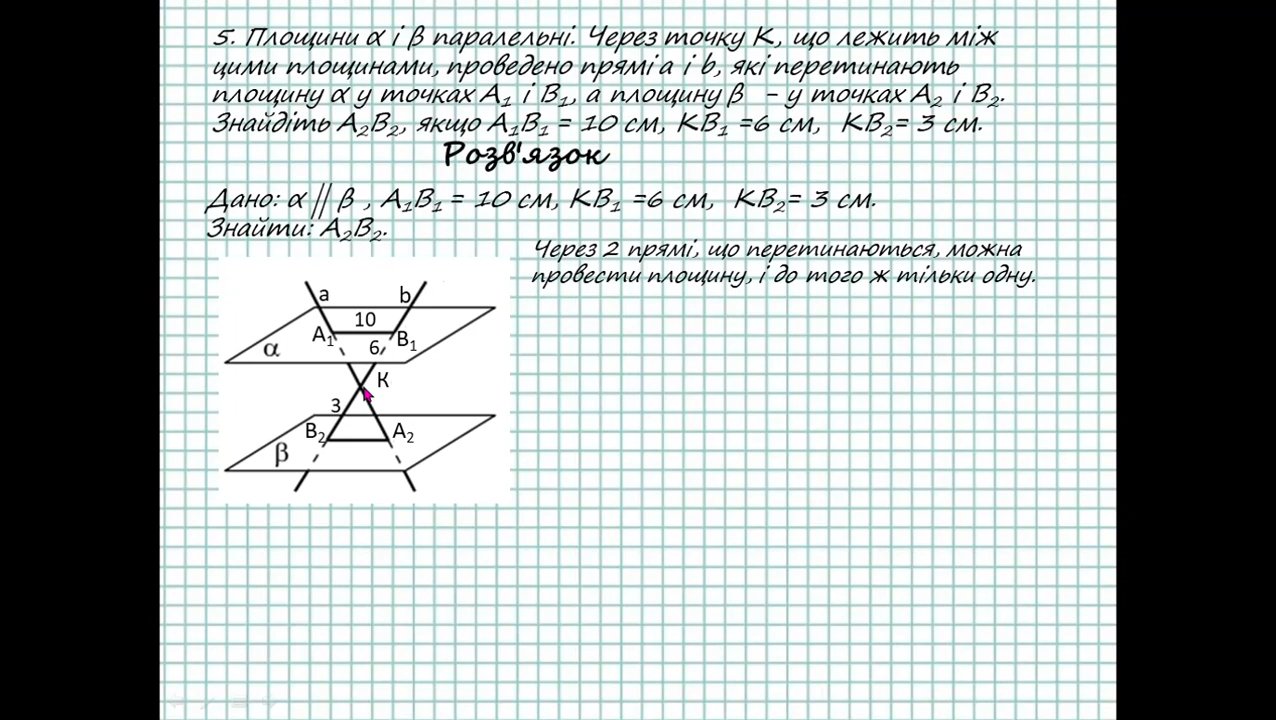 5. Площини α і β паралельні. Через точку K, що лежить між
цими площинами, проведено прямі a і b, які перетинають
площину α у точках A₁ і B₁, а площину β - у точках A₂ і B₂.
Знайдіть A₂B₂, якщо A₁B₁ = 10 см, KB₁ =6 см, KB₂= 3 см.
Розв'язок
Дано: α || β , A₁B₁ = 10 см, KB₁ =6 см, KB₂= 3 см.
Знайти: A₂B₂.
Через 2 прямі, що перетинаються, можна
провести площину, і до того ж тільки одну.
a b
10
A₁ B₁
α 6
K
3
B₂ A₂
β